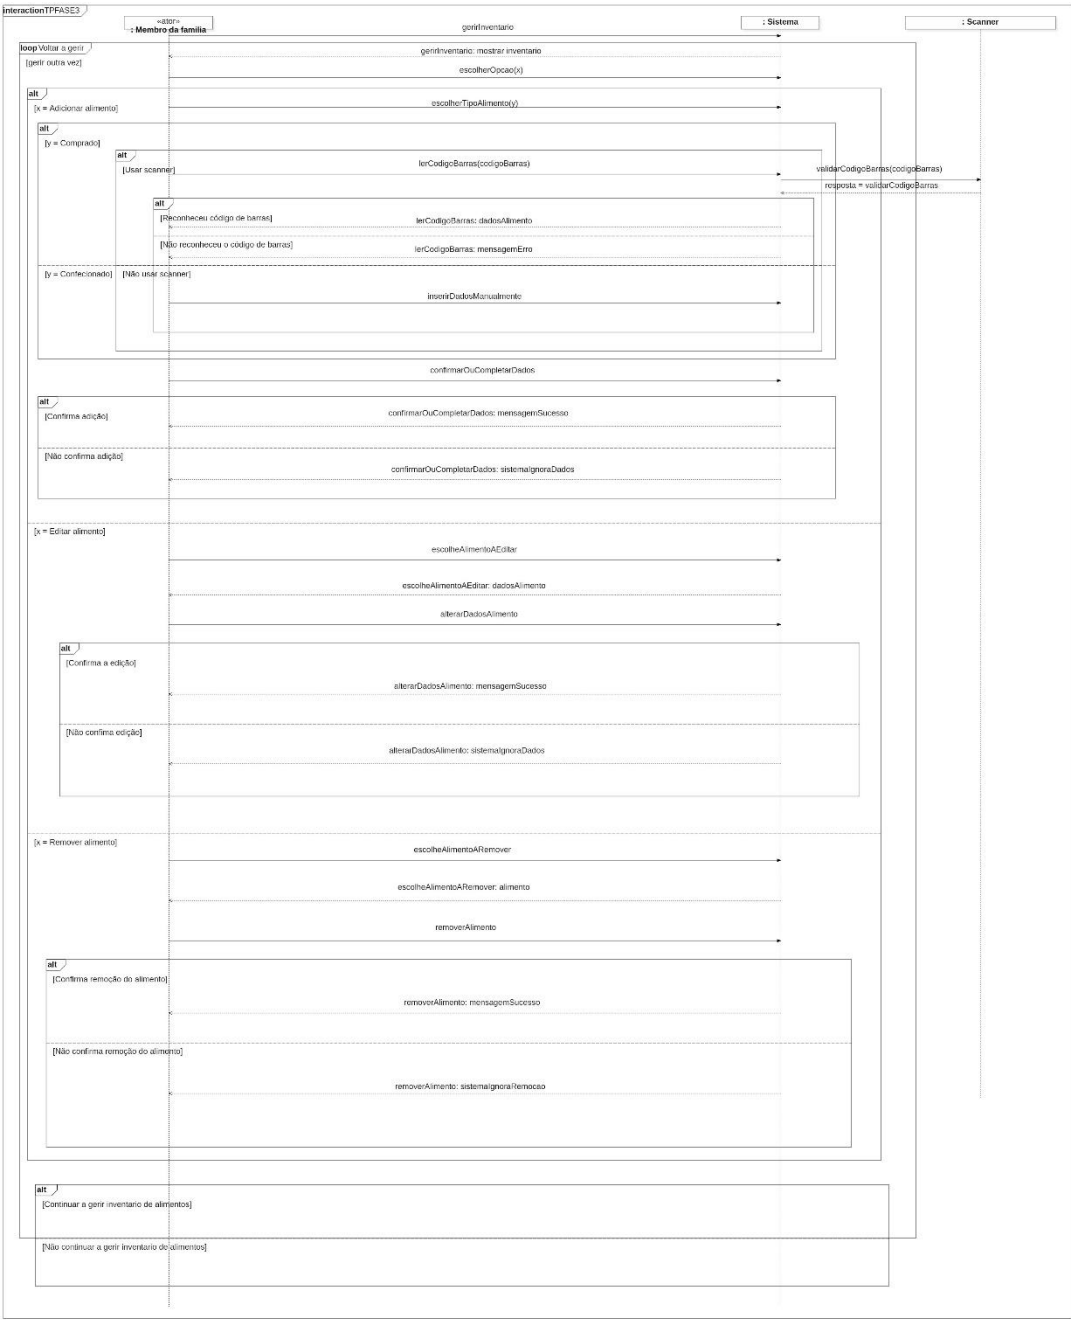 interactionTPFASE3
«ator»
: Membro da família
: Sistema
: Scanner
gerirInventario
loop Voltar a gerir
[gerir outra vez]
gerirInventario: mostrar inventario
escolherOpcao(x)
alt
[x = Adicionar alimento]
escolherTipoAlimento(y)
alt
[y = Comprado]
alt
[Usar scanner]
lerCodigoBarras(codigoBarras)
validarCodigoBarras(codigoBarras)
resposta = validarCodigoBarras
alt
[Reconheceu código de barras]
lerCodigoBarras: dadosAlimento
[Não reconheceu o código de barras]
lerCodigoBarras: mensagemErro
[y = Confecionado]
[Não usar scanner]
inserirDadosManualmente
confirmarOuCompletarDados
alt
[Confirma adição]
confirmarOuCompletarDados: mensagemSucesso
[Não confirma adição]
confirmarOuCompletarDados: sistemaIgnoraDados
[x = Editar alimento]
escolheAlimentoAEditar
escolheAlimentoAEditar: dadosAlimento
alterarDadosAlimento
alt
[Confirma a edição]
alterarDadosAlimento: mensagemSucesso
[Não confima edição]
alterarDadosAlimento: sistemaIgnoraDados
[x = Remover alimento]
escolheAlimentoARemover
escolheAlimentoARemover: alimento
removerAlimento
alt
[Confirma remoção do alimento]
removerAlimento: mensagemSucesso
[Não confirma remoção do alimento]
removerAlimento: sistemaIgnoraRemocao
alt
[Continuar a gerir inventario de alimentos]
[Não continuar a gerir inventario de alimentos]